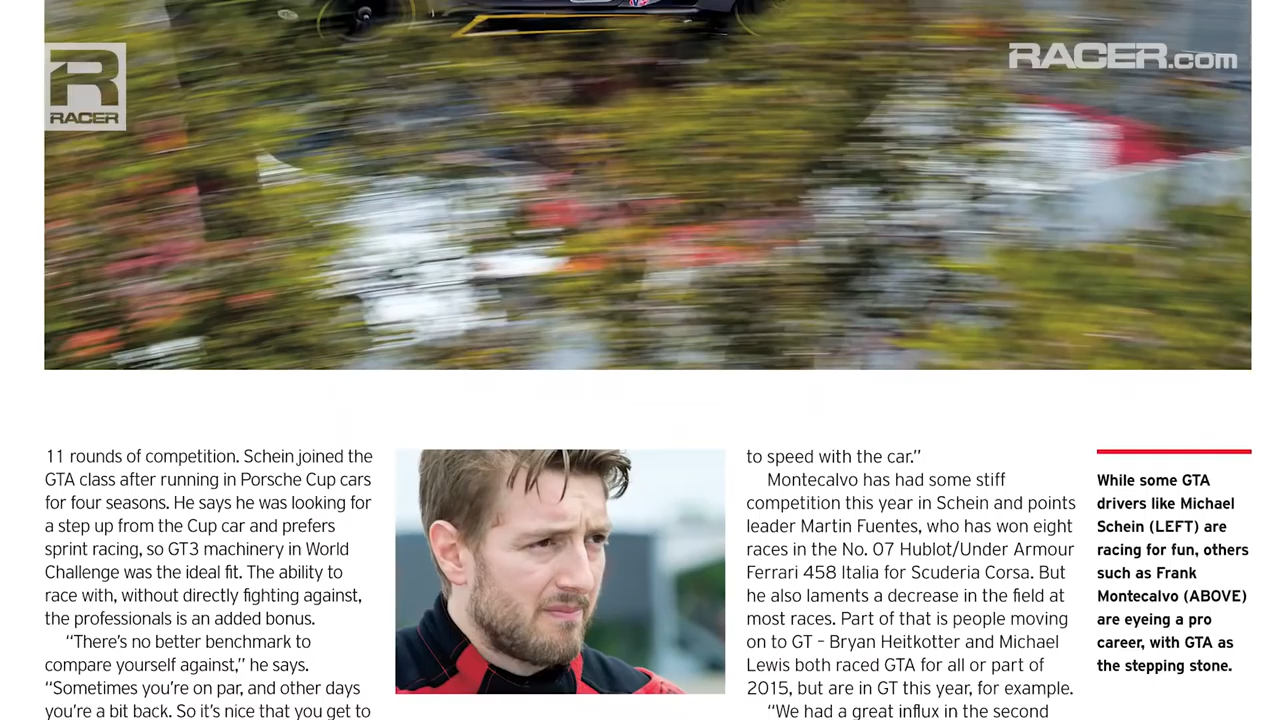 RACER
RACER.com
11 rounds of competition. Schein joined the
GTA class after running in Porsche Cup cars
for four seasons. He says he was looking for
a step up from the Cup car and prefers
sprint racing, so GT3 machinery in World
Challenge was the ideal fit. The ability to
race with, without directly fighting against,
the professionals is an added bonus.
“There’s no better benchmark to
compare yourself against,” he says.
“Sometimes you’re on par, and other days
you’re a bit back. So it’s nice that you get to
to speed with the car.”
Montecalvo has had some stiff
competition this year in Schein and points
leader Martin Fuentes, who has won eight
races in the No. 07 Hublot/Under Armour
Ferrari 458 Italia for Scuderia Corsa. But
he also laments a decrease in the field at
most races. Part of that is people moving
on to GT – Bryan Heitkotter and Michael
Lewis both raced GTA for all or part of
2015, but are in GT this year, for example.
“We had a great influx in the second
While some GTA
drivers like Michael
Schein (LEFT) are
racing for fun, others
such as Frank
Montecalvo (ABOVE)
are eyeing a pro
career, with GTA as
the stepping stone.